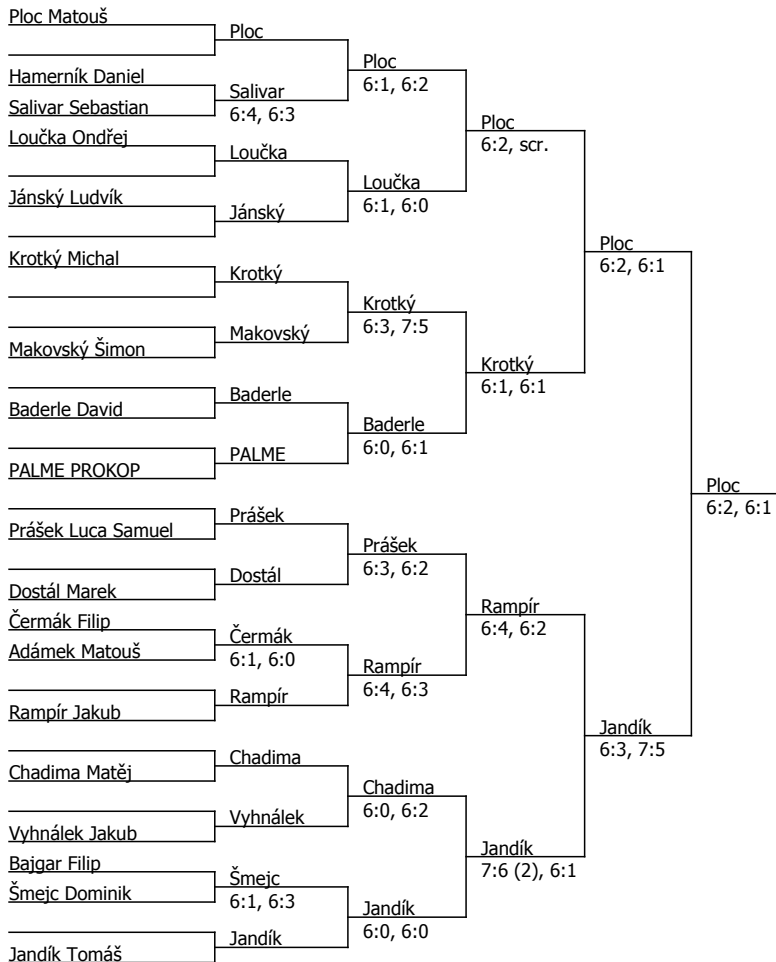 Ploc Matouš
Ploc
Ploc
Hamerník Daniel
6:1, 6:2
Salivar
Salivar Sebastian
6:4, 6:3
Ploc
Loučka Ondřej
6:2, scr.
Loučka
Loučka
Jánský Ludvík
6:1, 6:0
Jánský
Ploc
Krotký Michal
6:2, 6:1
Krotký
Krotký
6:3, 7:5
Makovský
Makovský Šimon
Krotký
6:1, 6:1
Baderle
Baderle David
Baderle
6:0, 6:1
PALME
PALME PROKOP
Ploc
6:2, 6:1
Prášek
Prášek Luca Samuel
Prášek
6:3, 6:2
Dostál
Dostál Marek
Rampír
Čermák Filip
6:4, 6:2
Čermák
Adámek Matouš
6:1, 6:0
Rampír
6:4, 6:3
Rampír
Rampír Jakub
Jandík
6:3, 7:5
Chadima
Chadima Matěj
Chadima
6:0, 6:2
Vyhnálek
Vyhnálek Jakub
Jandík
Bajgar Filip
7:6 (2), 6:1
Šmejc
Šmejc Dominik
6:1, 6:3
Jandík
6:0, 6:0
Jandík
Jandík Tomáš